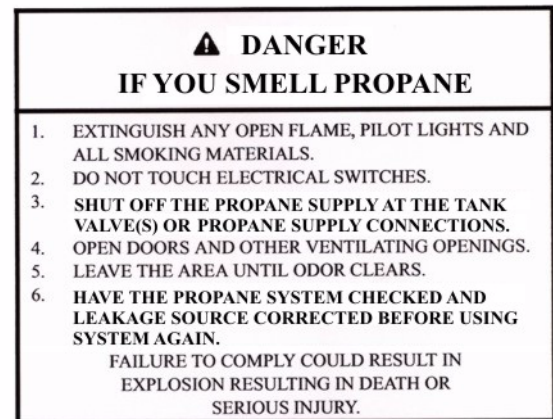 ⚠ DANGER
IF YOU SMELL PROPANE
1. EXTINGUISH ANY OPEN FLAME, PILOT LIGHTS AND
ALL SMOKING MATERIALS.
2. DO NOT TOUCH ELECTRICAL SWITCHES.
3. SHUT OFF THE PROPANE SUPPLY AT THE TANK
VALVE(S) OR PROPANE SUPPLY CONNECTIONS.
4. OPEN DOORS AND OTHER VENTILATING OPENINGS.
5. LEAVE THE AREA UNTIL ODOR CLEARS.
6. HAVE THE PROPANE SYSTEM CHECKED AND
LEAKAGE SOURCE CORRECTED BEFORE USING
SYSTEM AGAIN.
FAILURE TO COMPLY COULD RESULT IN
EXPLOSION RESULTING IN DEATH OR
SERIOUS INJURY.